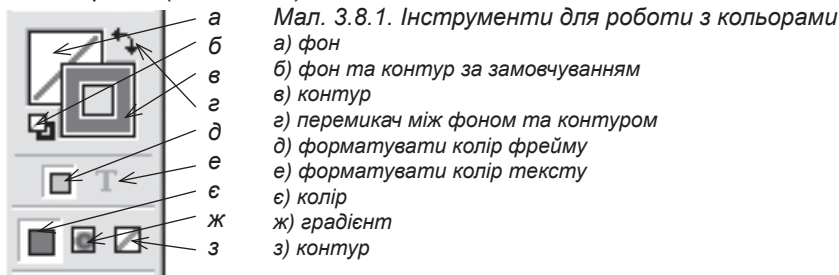 а
б
в
г
д
е
є
ж
з
Мал. 3.8.1. Інструменти для роботи з кольорами
а) фон
б) фон та контур за замовчуванням
в) контур
г) перемикач між фоном та контуром
д) форматувати колір фрейму
е) форматувати колір тексту
є) колір
ж) градієнт
з) контур
T